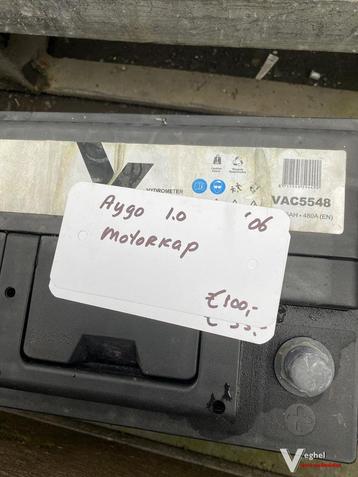 HYDROMETER
VAC5548
480A (EN)
Aygo 1.0 '06
Motorkap
€100,-
Veghel